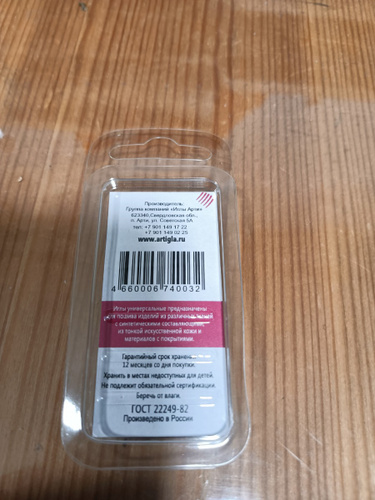 Производитель:
Группа компаний «Иглы Арти»
623340,Свердловская обл.,
п. Арти, ул. Советская 6А
тел: +7 901 149 17 22
+7 901 149 02 25
www.artigla.ru
4 660006 740032
Иглы универсальные предназначены
для пошива изделий из различных тканей
с синтетическими составляющими,
из тонкой искусственной кожи и
материалов с покрытиями.
Гарантийный срок хранения
12 месяцев со дня покупки.
Хранить в местах недоступных для детей.
Не подлежит обязательной сертификации.
Беречь от влаги.
ГОСТ 22249-82
Произведено в России